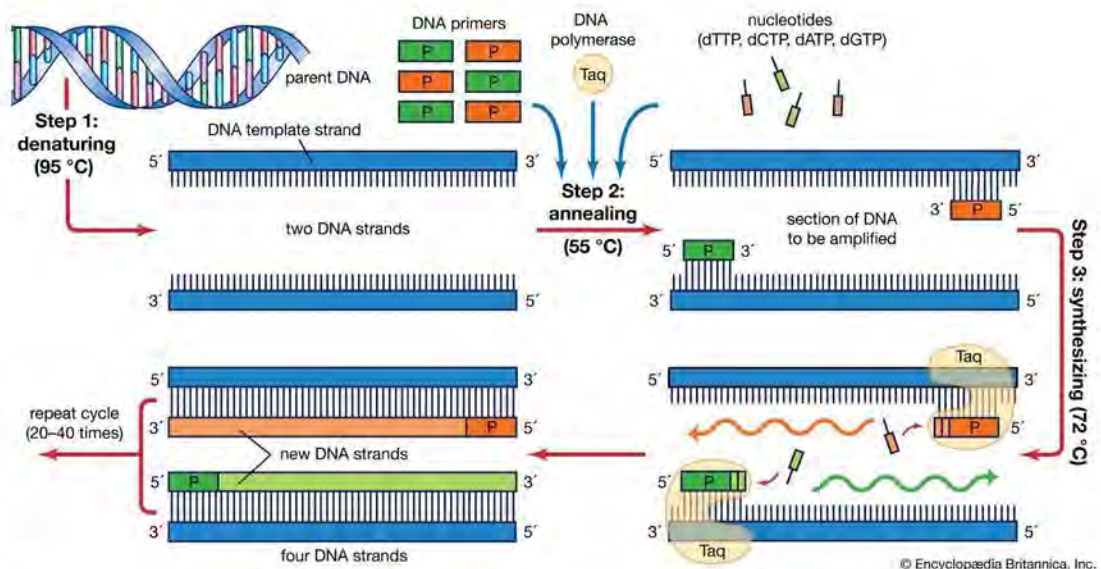 DNA primers
DNA
polymerase
nucleotides
(dTTP, dCTP, dATP, dGTP)
parent DNA
P P
P P
P P
Taq
Step 1:
denaturing
(95 °C)
DNA template strand
5′ 3′
two DNA strands
3′ 5′
Step 2:
annealing
(55 °C)
5′ 3′
3′ P 5′
section of DNA
to be amplified
5′ P 3′
3′ 5′
Step 3: synthesizing (72 °C)
Taq
5′ 3′
P 5′
5′ P
3′ 5′
Taq
5′ 3′
3′ P 5′
new DNA strands
5′ P 3′
3′ 5′
four DNA strands
repeat cycle
(20–40 times)
© Encyclopædia Britannica, Inc.